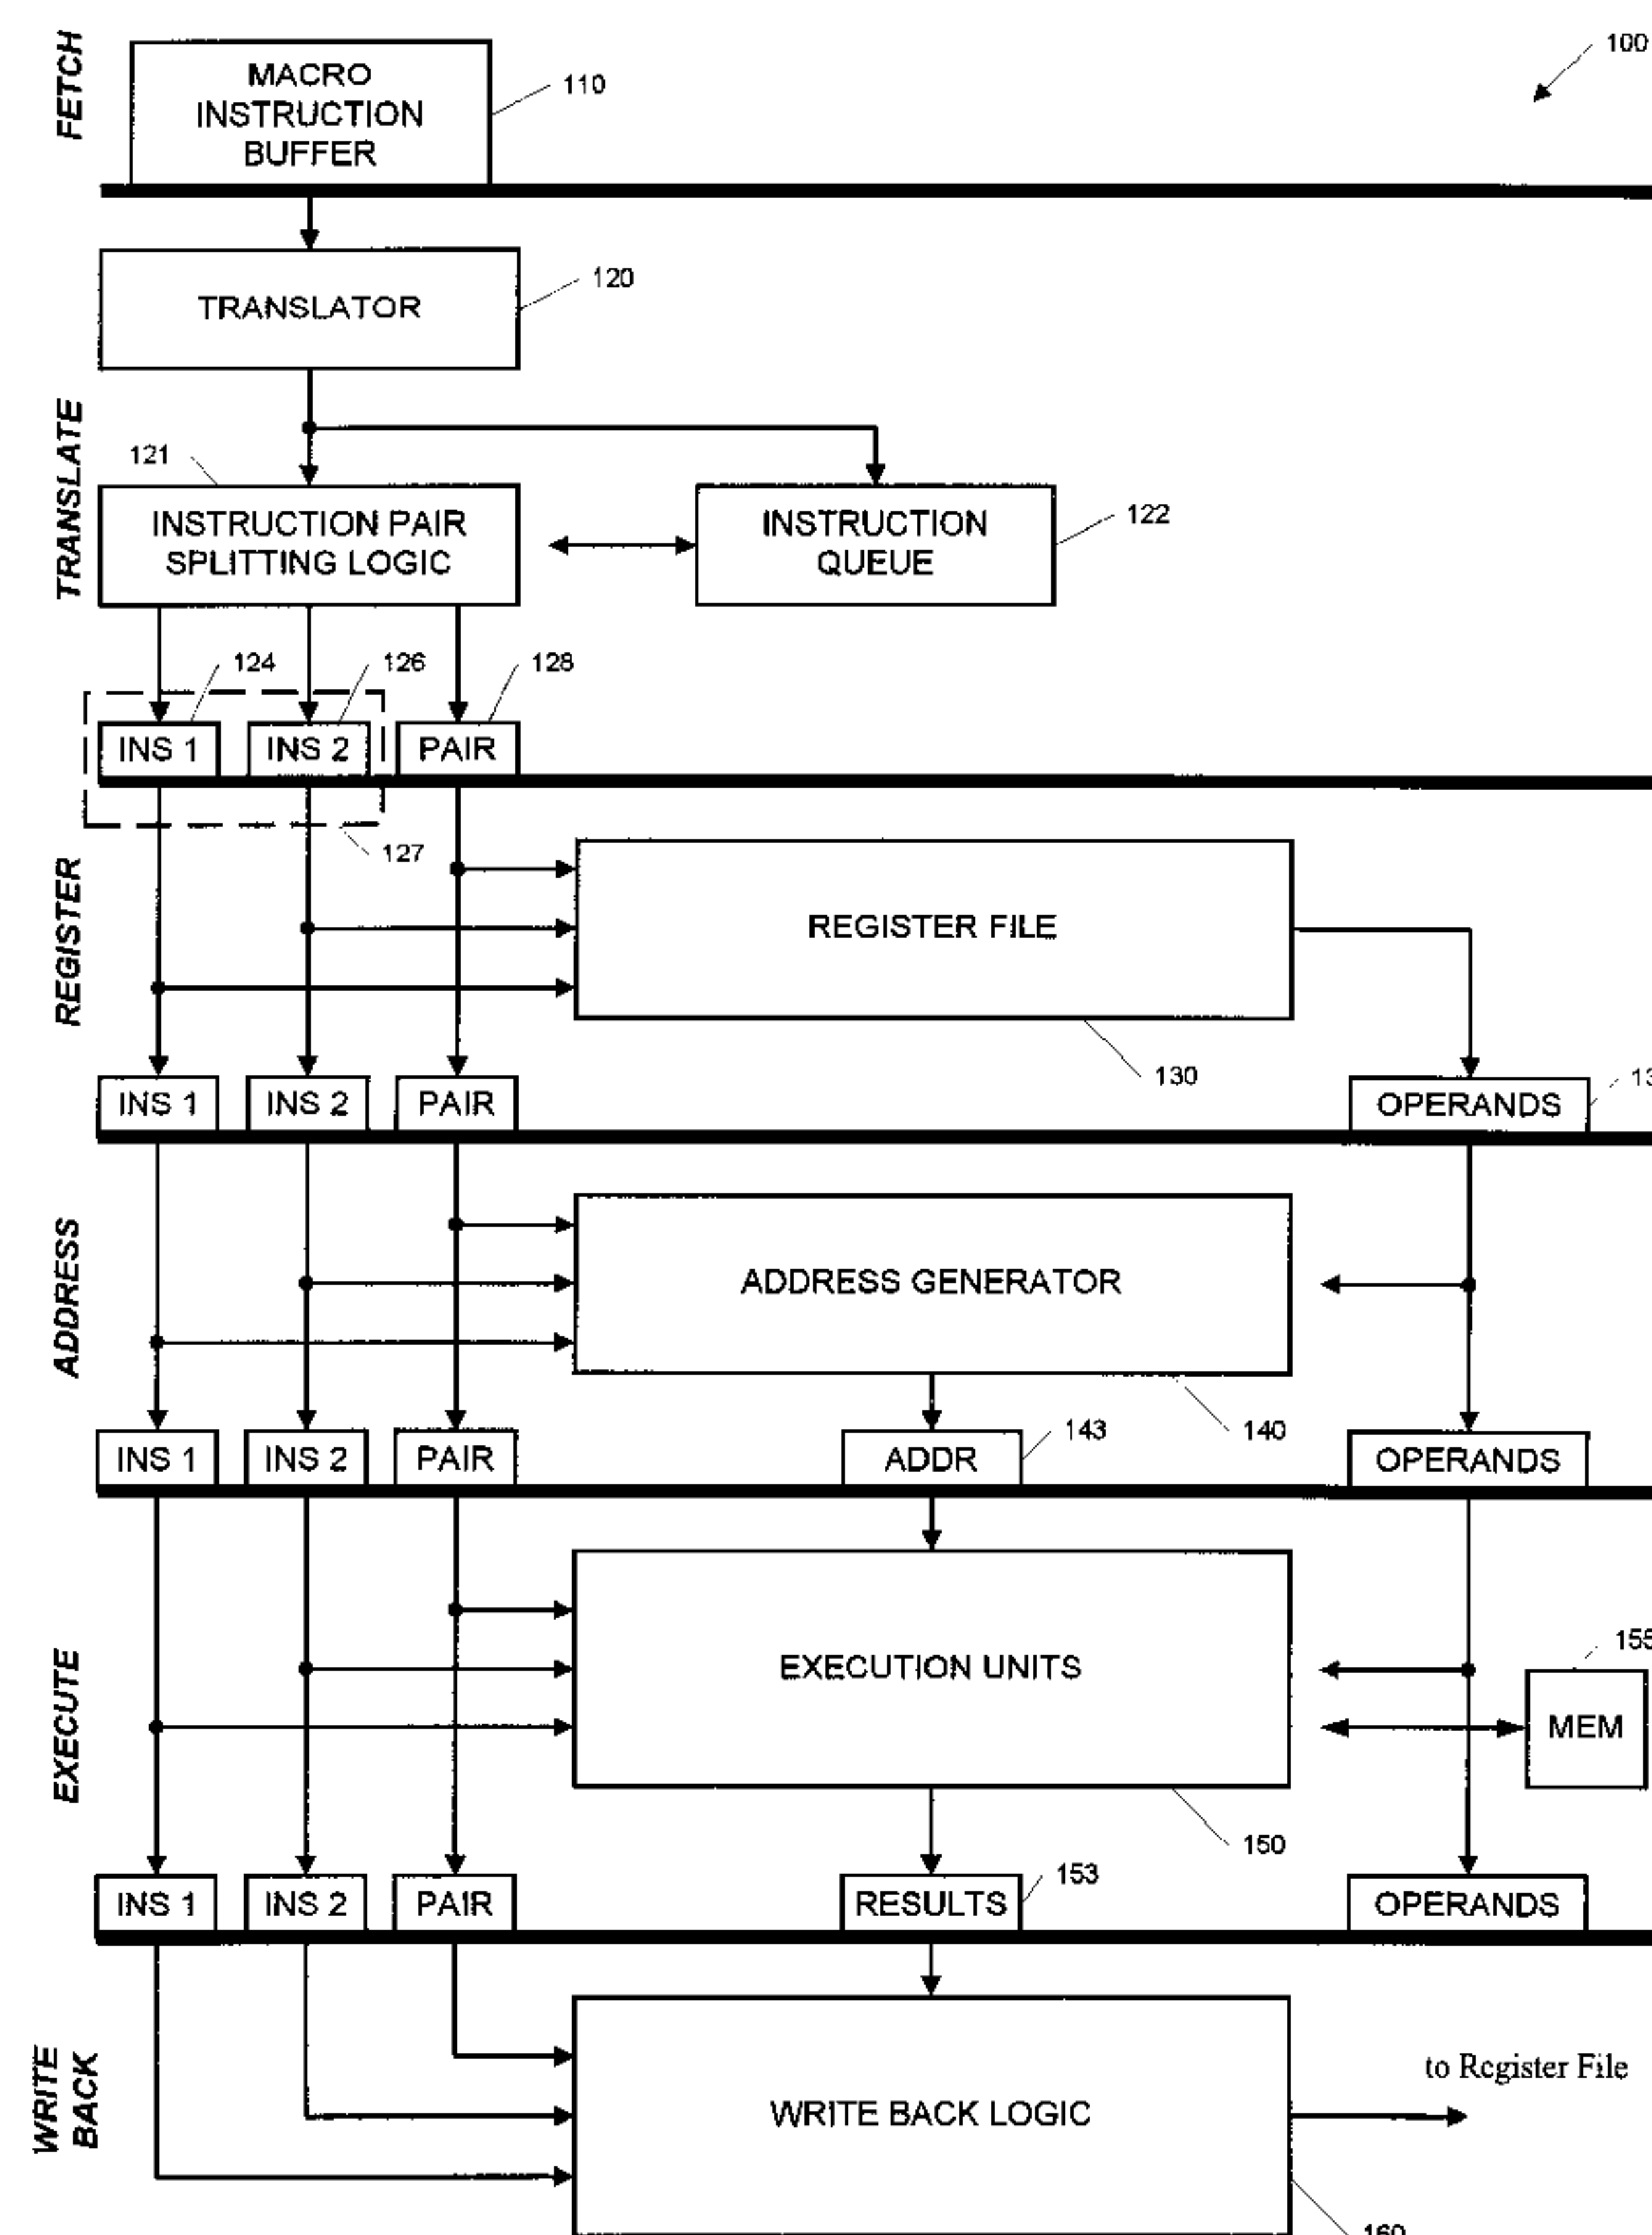 FETCH
MACRO
INSTRUCTION
BUFFER
110
100
TRANSLATE
TRANSLATOR
120
121
INSTRUCTION PAIR
SPLITTING LOGIC
INSTRUCTION
QUEUE
122
124
126
128
INS 1
INS 2
PAIR
127
REGISTER
REGISTER FILE
130
INS 1
INS 2
PAIR
OPERANDS
ADDRESS
ADDRESS GENERATOR
140
143
INS 1
INS 2
PAIR
ADDR
OPERANDS
EXECUTE
EXECUTION UNITS
155
MEM
150
153
INS 1
INS 2
PAIR
RESULTS
OPERANDS
WRITE
BACK
WRITE BACK LOGIC
to Register File
160